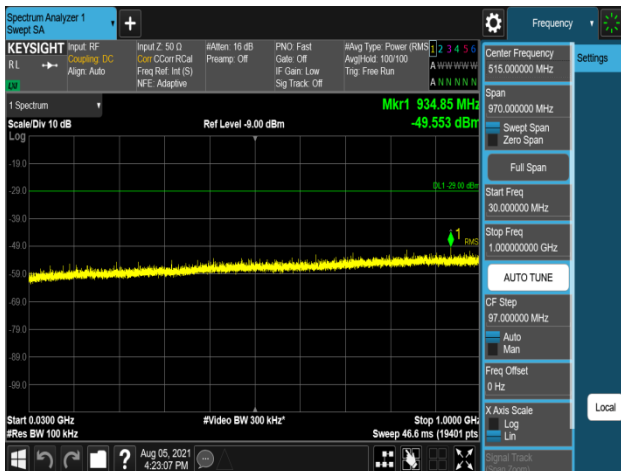 Spectrum Analyzer 1
Swept SA
Frequency
KEYSIGHT
RL
Input: RF
Coupling: DC
Align: Auto
Input Z: 50 Ω
Corr CCorr RCal
Freq Ref: Int (S)
NFE: Adaptive
#Atten: 16 dB
Preamp: Off
PNO: Fast
Gate: Off
IF Gain: Low
Sig Track: Off
#Avg Type: Power (RMS
Avg|Hold: 100/100
Trig: Free Run
1 2 3 4 5 6
A W W W W W
A N N N N N
1 Spectrum
Scale/Div 10 dB
Log
Ref Level -9.00 dBm
Mkr1 934.85 MHz
-49.553 dBm
-19.0
-29.0
-39.0
-49.0
-59.0
-69.0
-79.0
-89.0
-99.0
DL1 -29.00 dBm
1
RMS
Start 0.0300 GHz
#Res BW 100 kHz
#Video BW 300 kHz*
Stop 1.0000 GHz
Sweep 46.6 ms (19401 pts)
Aug 05, 2021
4:23:07 PM
Center Frequency
515.000000 MHz
Span
970.000000 MHz
Swept Span
Zero Span
Full Span
Start Freq
30.000000 MHz
Stop Freq
1.000000000 GHz
AUTO TUNE
CF Step
97.000000 MHz
Auto
Man
Freq Offset
0 Hz
X Axis Scale
Log
Lin
Signal Track
(Span Zoom)
Settings
Local